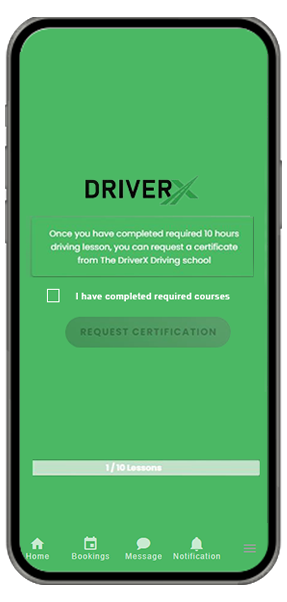 DRIVERX
Once you have completed required 10 hours
driving lesson, you can request a certificate
from The DriverX Driving school
I have completed required courses
REQUEST CERTIFICATION
1 / 10 Lessons
Home Bookings Message Notification